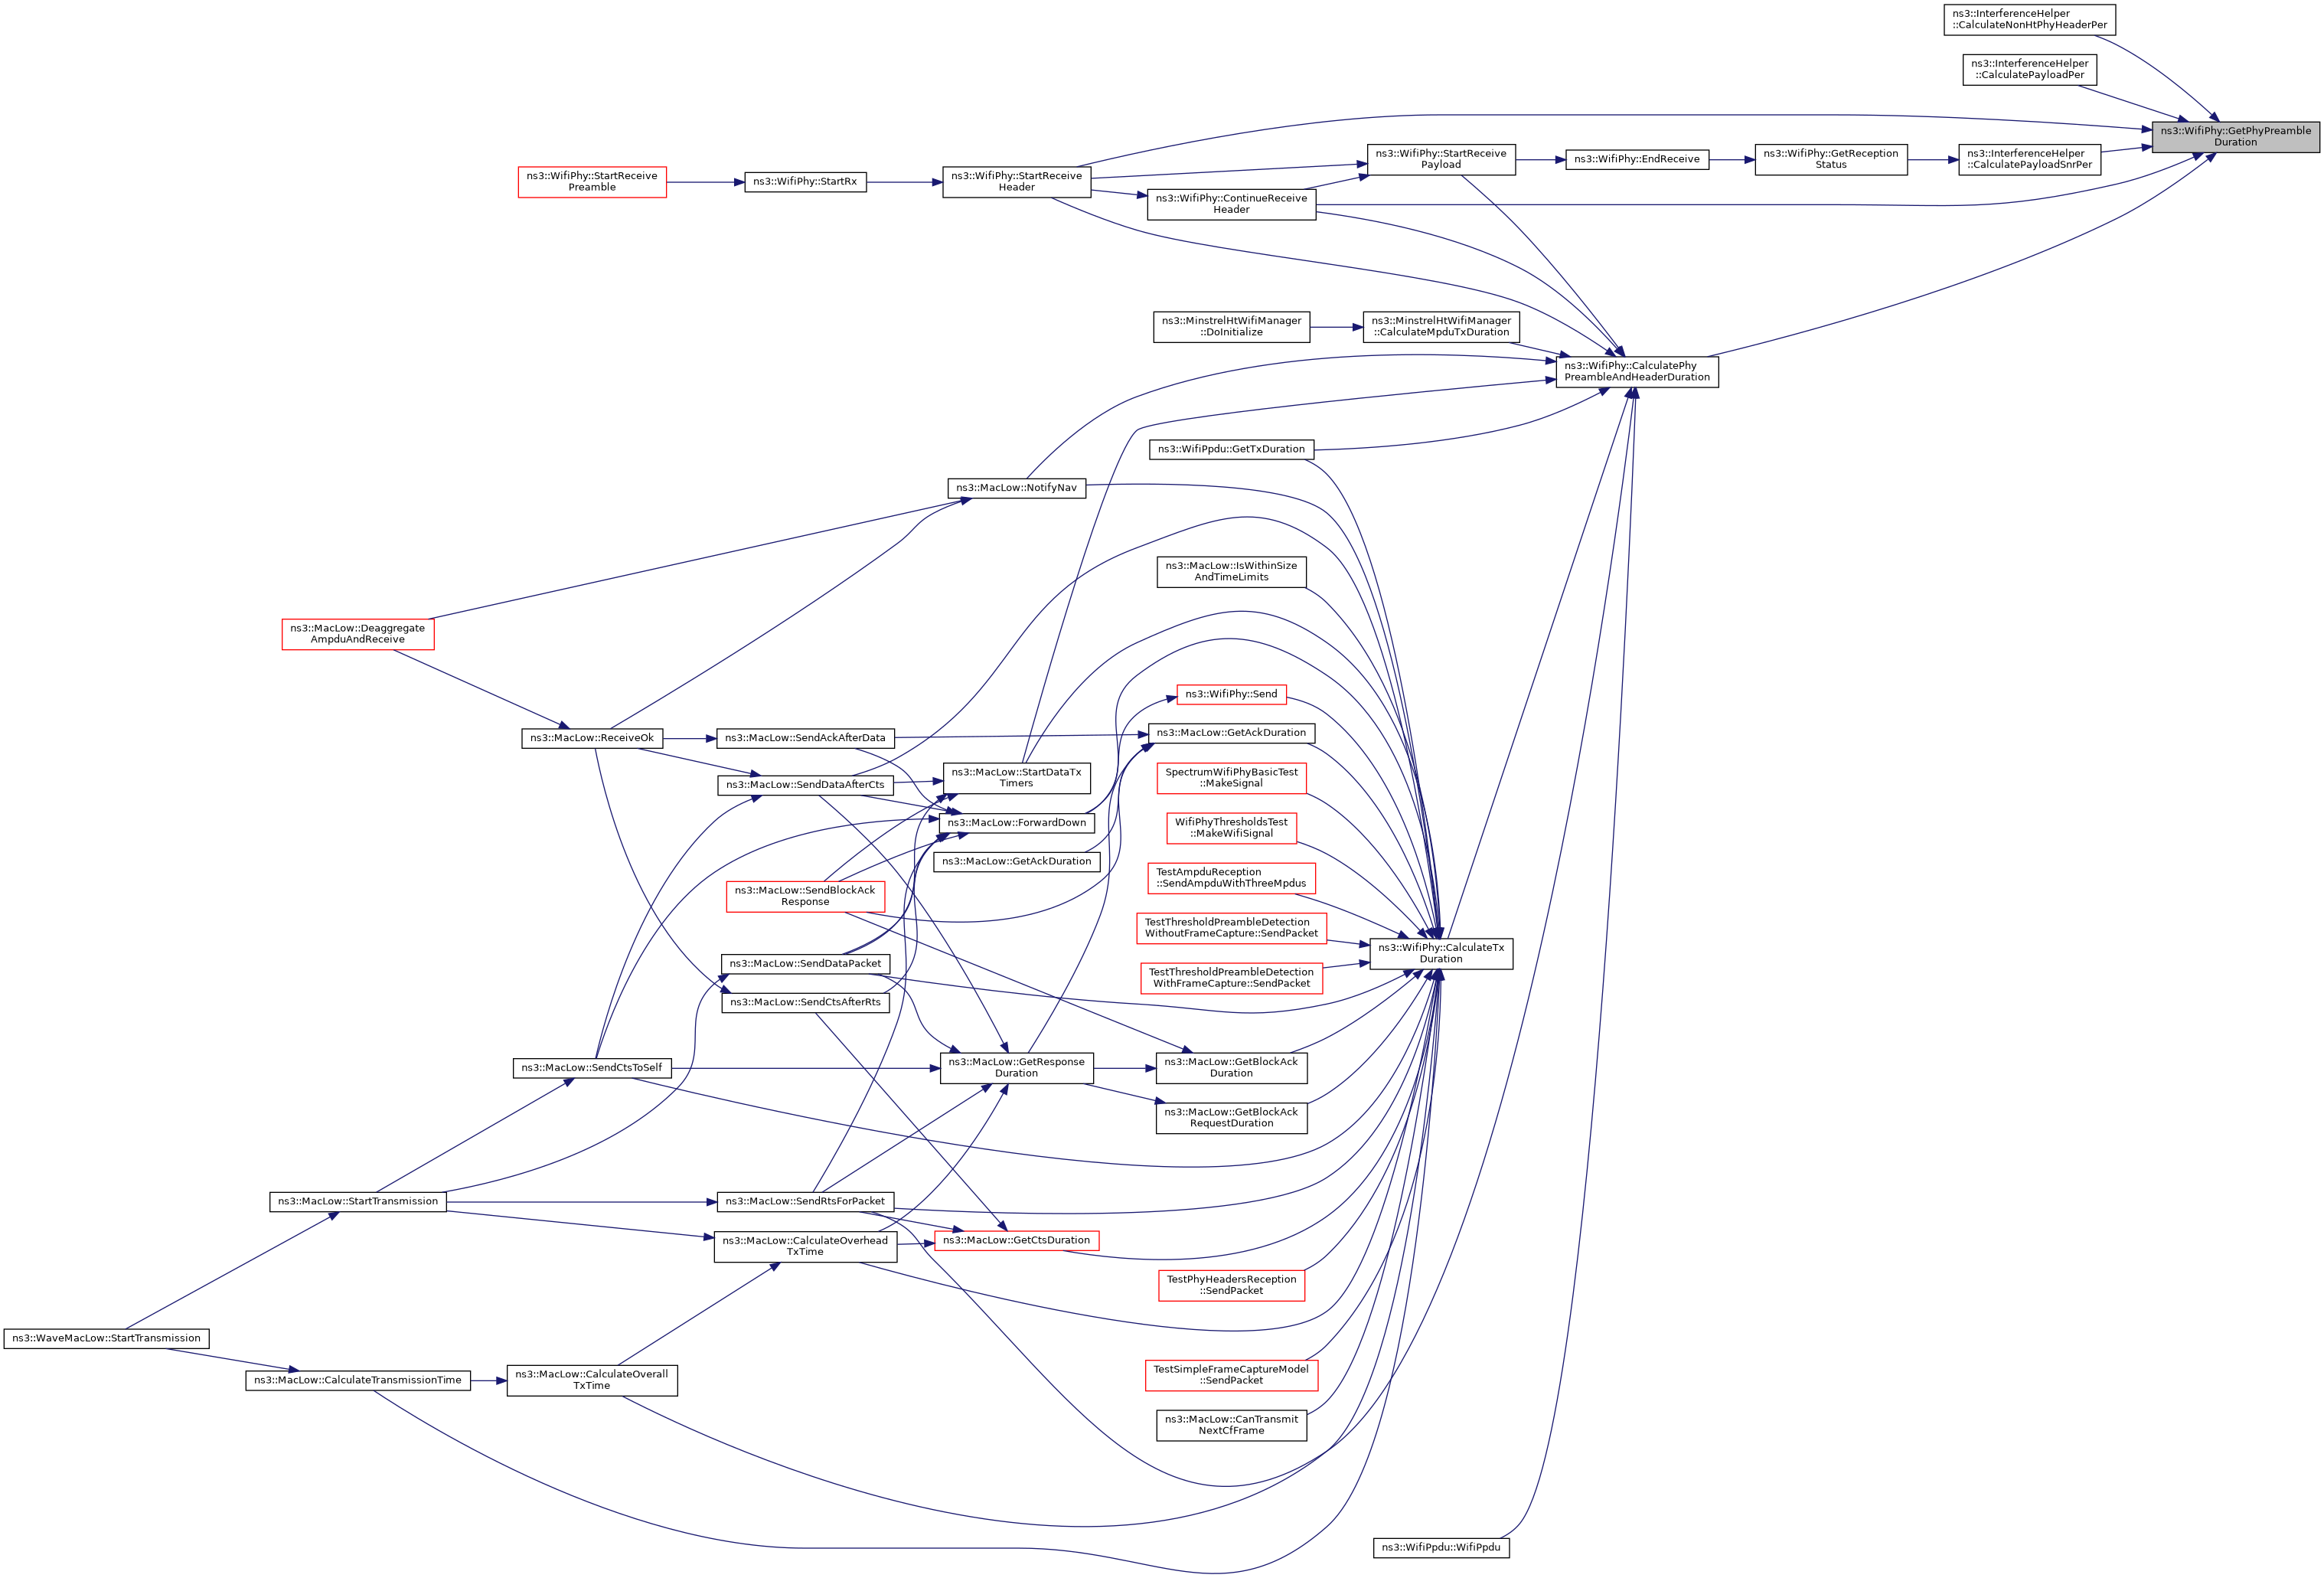 ns3::InterferenceHelper
::CalculateNonHtPhyHeaderPer
ns3::InterferenceHelper
::CalculatePayloadPer
ns3::WifiPhy::GetPhyPreamble
Duration
ns3::WifiPhy::StartReceive
Preamble
ns3::WifiPhy::StartRx
ns3::WifiPhy::StartReceive
Header
ns3::WifiPhy::StartReceive
Payload
ns3::WifiPhy::EndReceive
ns3::WifiPhy::GetReception
Status
ns3::InterferenceHelper
::CalculatePayloadSnrPer
ns3::WifiPhy::ContinueReceive
Header
ns3::MinstrelHtWifiManager
::DoInitialize
ns3::MinstrelHtWifiManager
::CalculateMpduTxDuration
ns3::WifiPhy::CalculatePhy
PreambleAndHeaderDuration
ns3::WifiPpdu::GetTxDuration
ns3::MacLow::NotifyNav
ns3::MacLow::IsWithinSize
AndTimeLimits
ns3::MacLow::Deaggregate
AmpduAndReceive
ns3::WifiPhy::Send
ns3::MacLow::ReceiveOk
ns3::MacLow::SendAckAfterData
ns3::MacLow::GetAckDuration
ns3::MacLow::SendDataAfterCts
ns3::MacLow::StartDataTx
Timers
SpectrumWifiPhyBasicTest
::MakeSignal
ns3::MacLow::ForwardDown
WifiPhyThresholdsTest
::MakeWifiSignal
ns3::MacLow::GetAckDuration
ns3::MacLow::SendBlockAck
Response
TestAmpduReception
::SendAmpduWithThreeMpdus
TestThresholdPreambleDetection
WithoutFrameCapture::SendPacket
ns3::WifiPhy::CalculateTx
Duration
ns3::MacLow::SendDataPacket
TestThresholdPreambleDetection
WithFrameCapture::SendPacket
ns3::MacLow::SendCtsAfterRts
ns3::MacLow::SendCtsToSelf
ns3::MacLow::GetResponse
Duration
ns3::MacLow::GetBlockAck
Duration
ns3::MacLow::GetBlockAck
RequestDuration
ns3::MacLow::StartTransmission
ns3::MacLow::SendRtsForPacket
ns3::MacLow::CalculateOverhead
TxTime
ns3::MacLow::GetCtsDuration
TestPhyHeadersReception
::SendPacket
ns3::WaveMacLow::StartTransmission
ns3::MacLow::CalculateTransmissionTime
ns3::MacLow::CalculateOverall
TxTime
TestSimpleFrameCaptureModel
::SendPacket
ns3::MacLow::CanTransmit
NextCfFrame
ns3::WifiPpdu::WifiPpdu